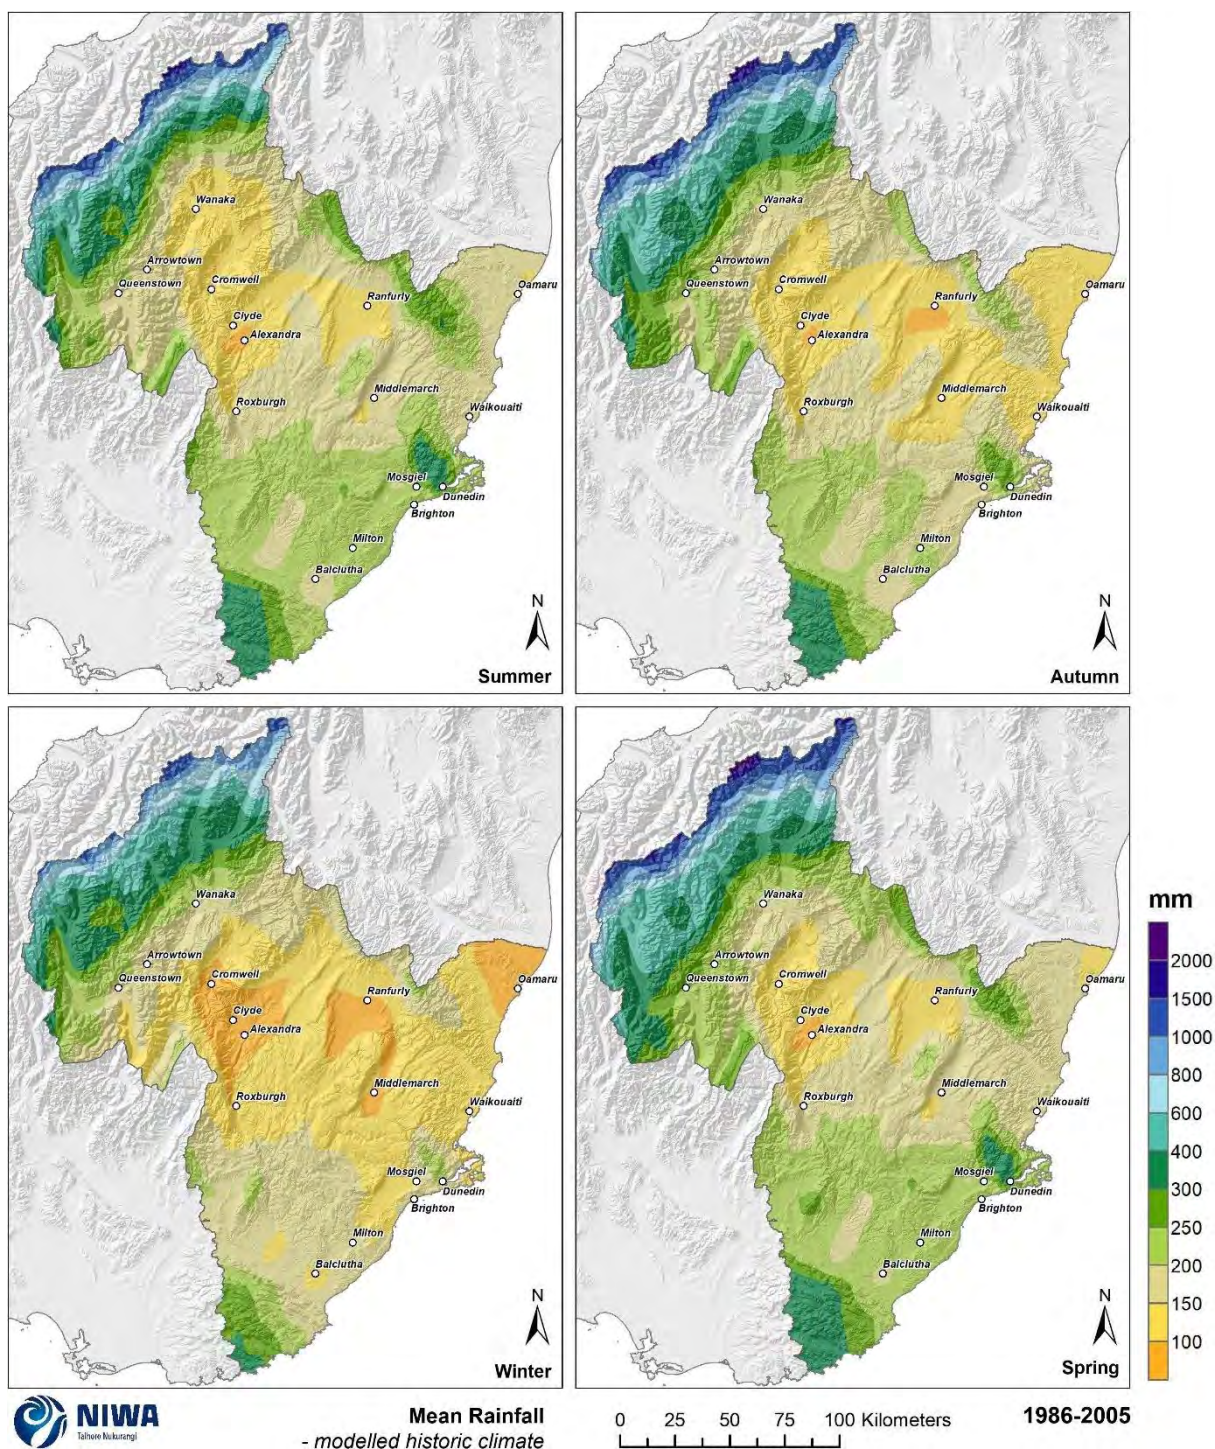 Wanaka
Arrowtown
Queenstown
Cromwell
Clyde
Alexandra
Ranfurly
Oamaru
Middlemarch
Roxburgh
Waikouaiti
Mosgiel
Dunedin
Brighton
Milton
Balclutha
N
Summer
Wanaka
Arrowtown
Queenstown
Cromwell
Clyde
Alexandra
Ranfurly
Oamaru
Middlemarch
Roxburgh
Waikouaiti
Mosgiel
Dunedin
Brighton
Milton
Balclutha
N
Autumn
Wanaka
Arrowtown
Queenstown
Cromwell
Clyde
Alexandra
Ranfurly
Oamaru
Middlemarch
Roxburgh
Waikouaiti
Mosgiel
Dunedin
Brighton
Milton
Balclutha
N
Winter
Wanaka
Arrowtown
Queenstown
Cromwell
Clyde
Alexandra
Ranfurly
Oamaru
Middlemarch
Roxburgh
Waikouaiti
Mosgiel
Dunedin
Brighton
Milton
Balclutha
N
Spring
mm
2000
1500
1000
800
600
400
300
250
200
150
100
NIWA
Taihoro Nukurangi
Mean Rainfall
- modelled historic climate
0 25 50 75 100 Kilometers
1986-2005